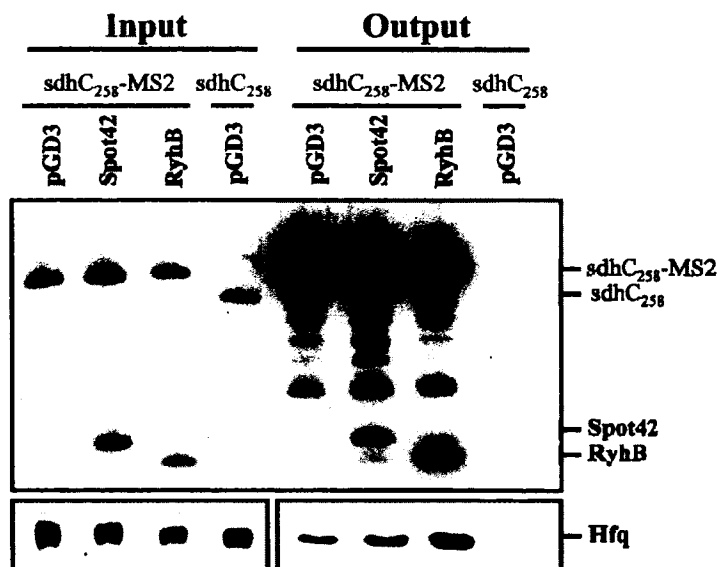 Input Output
sdhC₂₅₈-MS2 sdhC₂₅₈ sdhC₂₅₈-MS2 sdhC₂₅₈
pGD3 Spot42 RyhB pGD3 pGD3 Spot42 RyhB pGD3
sdhC₂₅₈-MS2
sdhC₂₅₈
Spot42
RyhB
Hfq